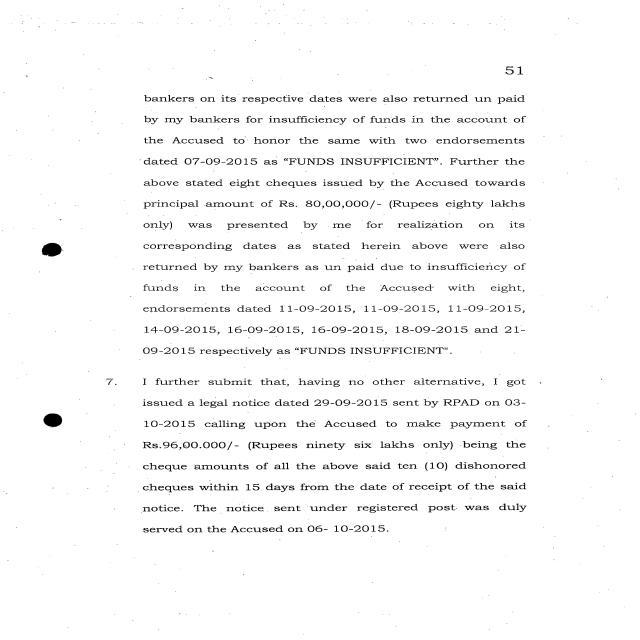 51
bankers on its respective dates were also returned un paid
by my bankers for insufficiency of funds in the account of
the Accused to honor the same with two endorsements
dated 07-09-2015 as “FUNDS INSUFFICIENT”. Further the
above stated eight cheques issued by the Accused towards
principal amount of Rs. 80,00,000/- (Rupees eighty lakhs
only) was presented by me for realization on its
corresponding dates as stated herein above were also
returned by my bankers as un paid due to insufficiency of
funds in the account of the Accused with eight,
endorsements dated 11-09-2015, 11-09-2015, 11-09-2015,
14-09-2015, 16-09-2015, 16-09-2015, 18-09-2015 and 21-
09-2015 respectively as “FUNDS INSUFFICIENT”.
7. I further submit that, having no other alternative, I got
issued a legal notice dated 29-09-2015 sent by RPAD on 03-
10-2015 calling upon the Accused to make payment of
Rs.96,00.000/- (Rupees ninety six lakhs only) being the
cheque amounts of all the above said ten (10) dishonored
cheques within 15 days from the date of receipt of the said
notice. The notice sent under registered post was duly
served on the Accused on 06- 10-2015.